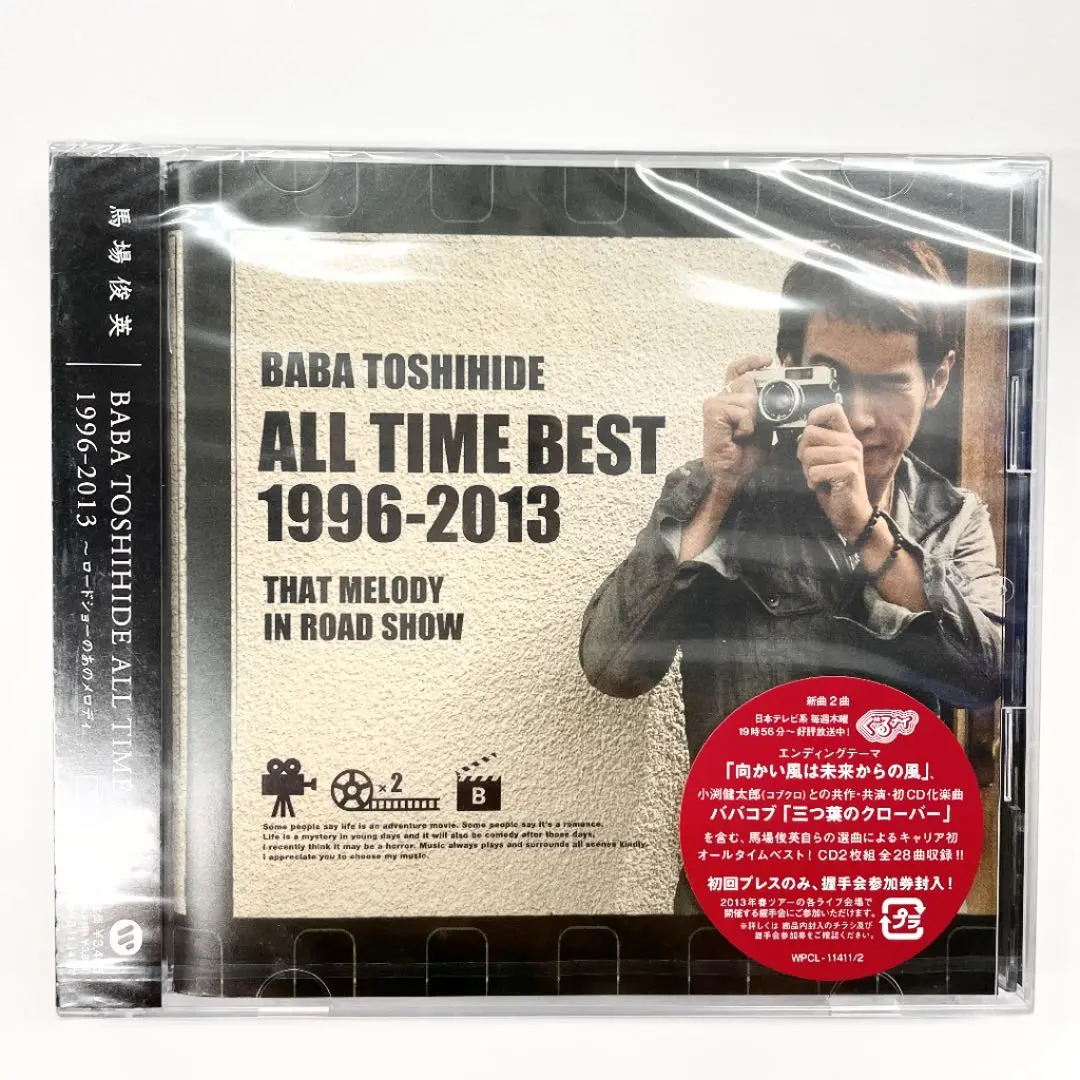 馬場俊英
BABA TOSHIHIDE ALL TIME
1996-2013 ～ロードショーのあのメロディ
BABA TOSHIHIDE
ALL TIME BEST
1996-2013
THAT MELODY
IN ROAD SHOW
×2
B
Some people say life is an adventure movie. Some people say it's a romance.
Life is a mystery in young days and it will also be comedy after those days.
I recently think it may be a horror. Music always plays and surrounds all scenes kindly.
I appreciate you to choose my music.
新曲2曲
日本テレビ系 毎週木曜
19時56分～好評放送中!
ぐるナイ
エンディングテーマ
「向かい風は未来からの風」、
小渕健太郎(コブクロ)との共作・共演・初CD化楽曲
ババコブ「三つ葉のクローバー」
を含む、馬場俊英自らの選曲によるキャリア初
オールタイムベスト! CD2枚組 全28曲収録!!
初回プレスのみ、握手会参加券封入!
2013年春ツアーの各ライブ会場で
開催する握手会にご参加いただけます。
※詳しくは 商品内封入のチラシ及び
握手会参加券をご確認ください。
プラ
WPCL-11411/2